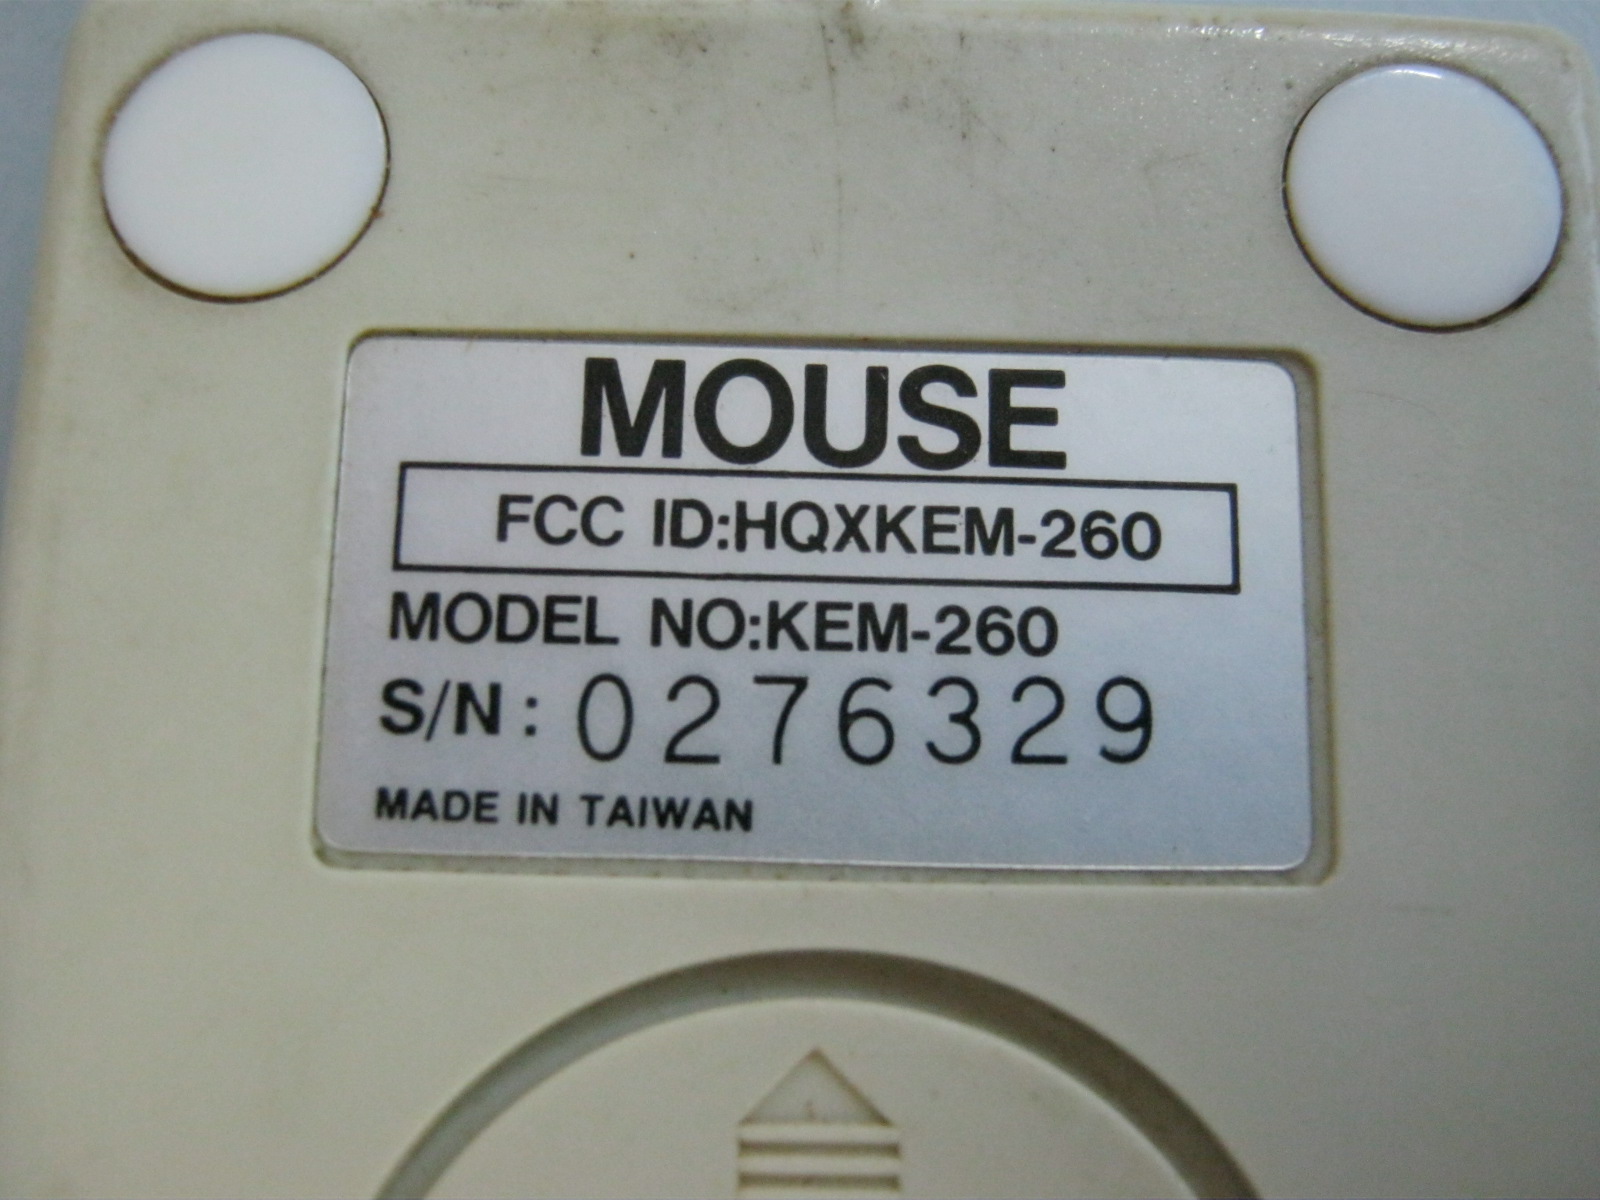 MOUSE
FCC ID:HQXKEM-260
MODEL NO:KEM-260
S/N: 0276329
MADE IN TAIWAN